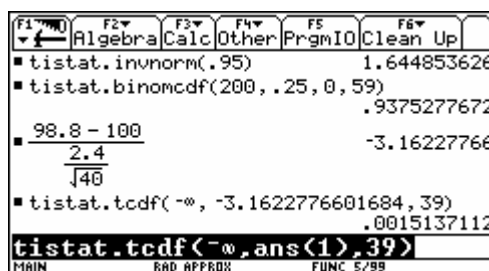 F1 F2 F3 F4 F5 F6
Algebra Calc Other PrgmIO Clean Up
tistat.invnorm(.95) 1.644853626
tistat.binomcdf(200,.25,0,59)
.9375277672
98.8 - 100
2.4
√40
-3.16227766
tistat.tcdf(-∞,-3.1622776601684,39)
.0015137112
tistat.tcdf(-∞,ans(1),39)
MAIN RAD APPROX FUNC 5/99